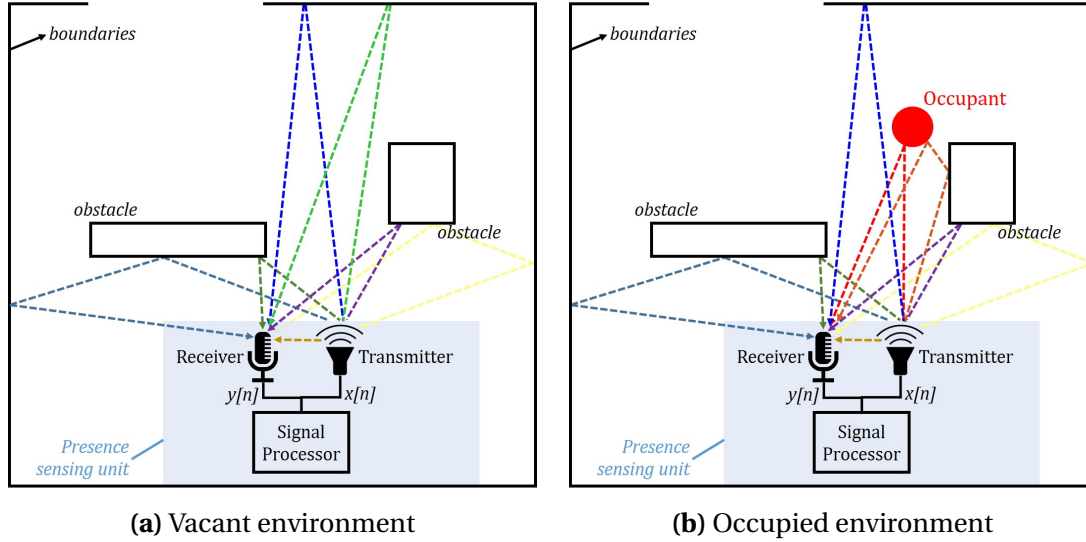 boundaries
obstacle
obstacle
Receiver
Transmitter
y[n]
x[n]
Signal
Processor
Presence
sensing unit
(a) Vacant environment
boundaries
Occupant
obstacle
obstacle
Receiver
Transmitter
y[n]
x[n]
Signal
Processor
Presence
sensing unit
(b) Occupied environment